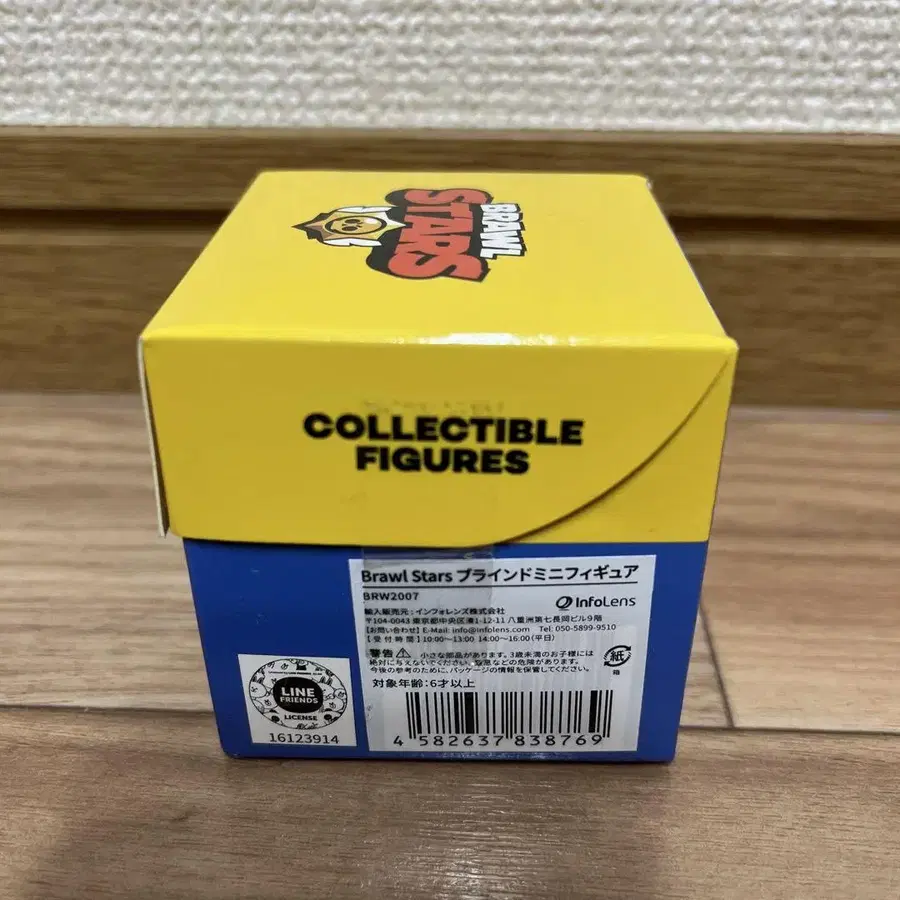 BRAWL
STARS
COLLECTIBLE
FIGURES
Brawl Stars ブラインドミニフィギュア
BRW2007
InfoLens
輸入販売元:インフォレンズ株式会社
〒104-0043 東京都中央区湊1-12-11 八重洲第七長岡ビル9階
【お問い合わせ】E-Mail: info@infolens.com Tel: 050-5899-9510
【受付時間】10:00~13:00 14:00~16:00(平日)
警告 小さな部品があります。3歳未満のお子様には
絶対に与えないでください。窒息などの危険があります。
今後の参考のために、パッケージの情報を保管してください。
紙
箱
対象年齢:6才以上
4 582637 838769
LINE
FRIENDS
LICENSE
16123914